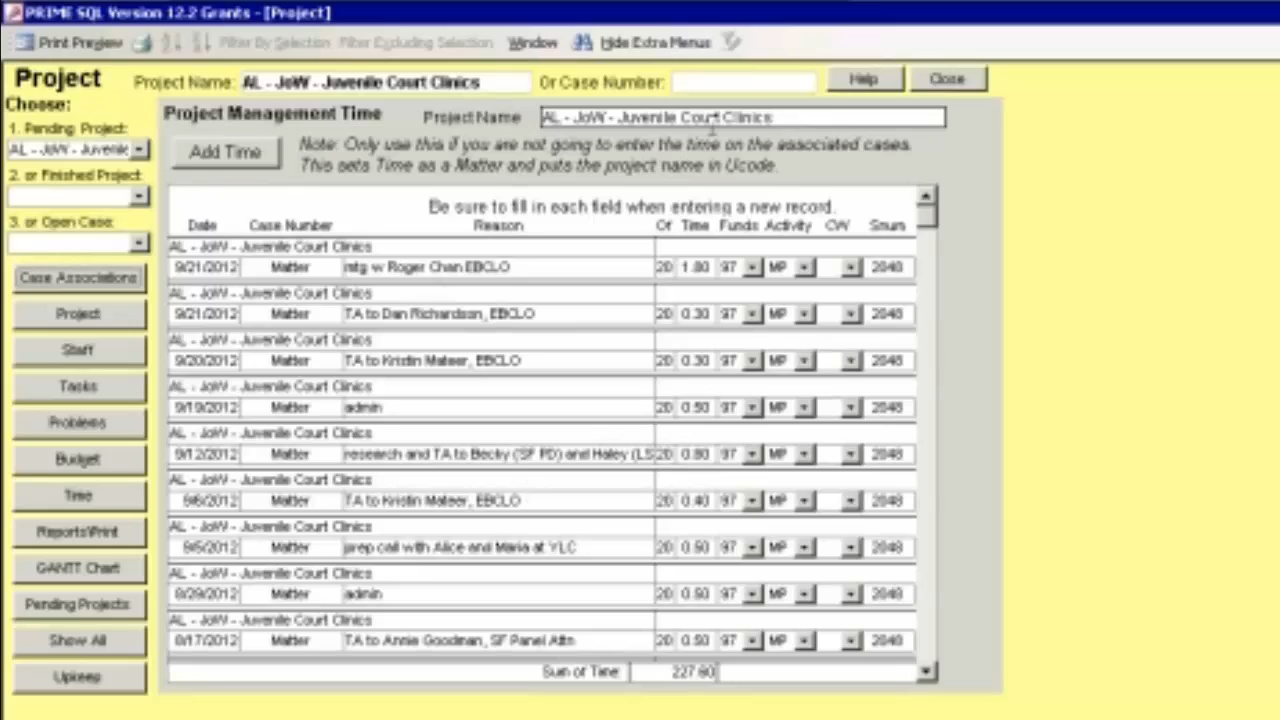 PRIME SQL Version 12.2 Grants - [Project]
Print Preview Filter By Selection Filter Excluding Selection Window Hide Extra Menus
Project Project Name: AL - JoW - Juvenile Court Clinics Or Case Number: Help Close
Choose:
1. Pending Project:
AL - JoW - Juvenile
2. or Finished Project:
3. or Open Case:
Case Associations
Project
Staff
Tasks
Problems
Budget
Time
Reports\Print
GANTT Chart
Pending Projects
Show All
Upkeep
Project Management Time Project Name AL - JoW - Juvenile Court Clinics
Add Time
Note: Only use this if you are not going to enter the time on the associated cases.
This sets Time as a Matter and puts the project name in Ucode.
Be sure to fill in each field when entering a new record.
Date Case Number Reason Of Time Funds Activity CW Snum
AL - JoW - Juvenile Court Clinics
9/21/2012 Matter mtg w Roger Chan EBCLO 20 1.80 97 MP 2048
AL - JoW - Juvenile Court Clinics
9/21/2012 Matter TA to Dan Richardson, EBCLO 20 0.30 97 MP 2048
AL - JoW - Juvenile Court Clinics
9/20/2012 Matter TA to Kristin Mateer, EBCLO 20 0.30 97 MP 2048
AL - JoW - Juvenile Court Clinics
9/19/2012 Matter admin 20 0.50 97 MP 2048
AL - JoW - Juvenile Court Clinics
9/12/2012 Matter research and TA to Becky (SF PD) and Haley (LS 20 0.80 97 MP 2048
AL - JoW - Juvenile Court Clinics
9/6/2012 Matter TA to Kristin Mateer, EBCLO 20 0.40 97 MP 2048
AL - JoW - Juvenile Court Clinics
9/5/2012 Matter prep call with Alice and Maria at YLC 20 0.50 97 MP 2048
AL - JoW - Juvenile Court Clinics
8/29/2012 Matter admin 20 0.50 97 MP 2048
AL - JoW - Juvenile Court Clinics
8/17/2012 Matter TA to Annie Goodman, SF Panel Attn 20 0.50 97 MP 2048
Sum of Time: 227.60